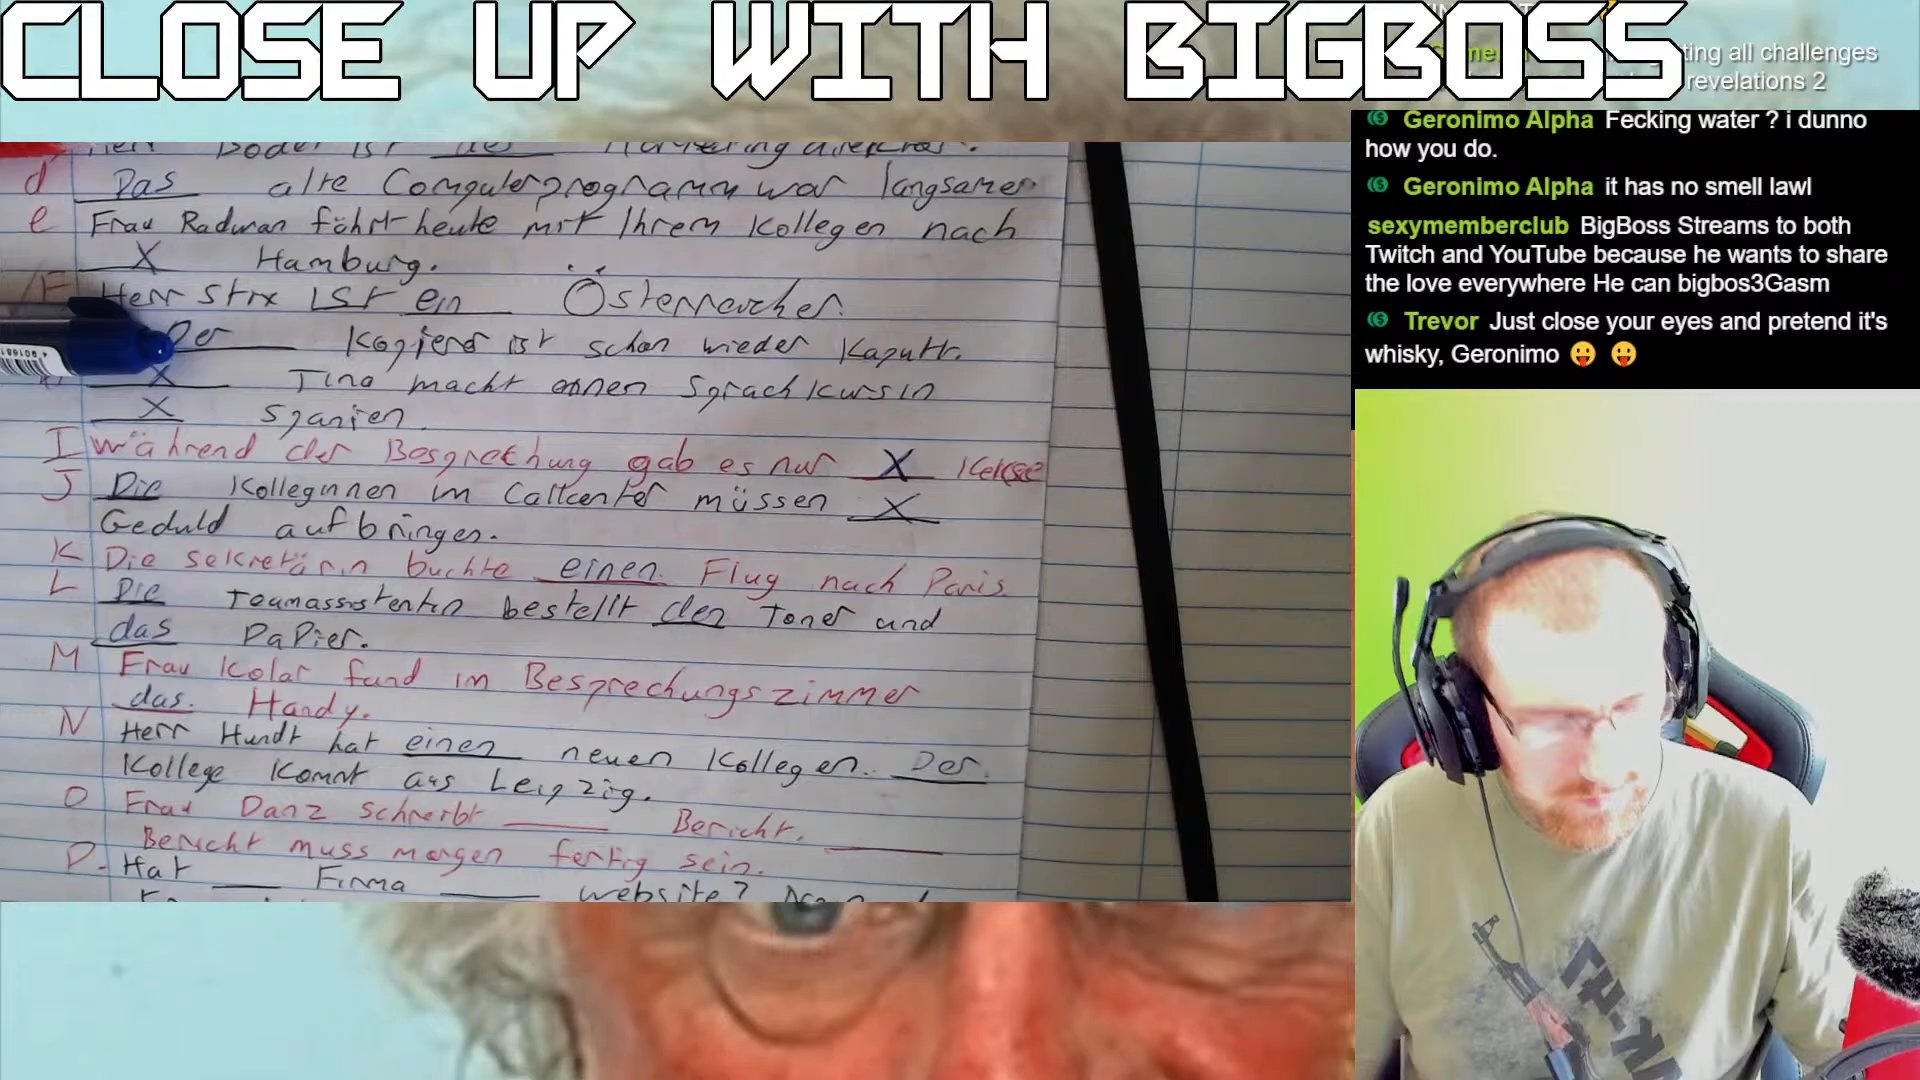 CLOSE UP WITH BIGBOSS
ting all challenges
revelations 2
Geronimo Alpha Fecking water ? i dunno
how you do.
Geronimo Alpha it has no smell lawl
sexymemberclub BigBoss Streams to both
Twitch and YouTube because he wants to share
the love everywhere He can bigbos3Gasm
Trevor Just close your eyes and pretend it's
whisky, Geronimo 😛 😛
d Das alte Computerprogramm war langsamer.
e Frau Radwan fährt heute mit Ihrem Kollegen nach
X Hamburg.
Herr Strx ist ein Österreicher.
Der Kopierer ist schon wieder Kaputt.
X Tina macht einen Sprachkurs in
X Spanien.
I während der Besprechung gab es nur X Kekse
J Die Kolleginnen im Callcenter müssen X
Geduld aufbringen.
K Die Sekretärin buchte einen Flug nach Paris.
L Die Teamassistentin bestellt den Toner und
das Papier.
M Frau Kolar fand im Besprechungszimmer
das. Handy.
N Herr Hundt hat einen neuen Kollegen. Der.
Kollege Kommt aus Leipzig.
O Frau Danz schreibt ____ Bericht. ____
Bericht muss morgen fertig sein.
P. Hat ____ Firma ____ website?